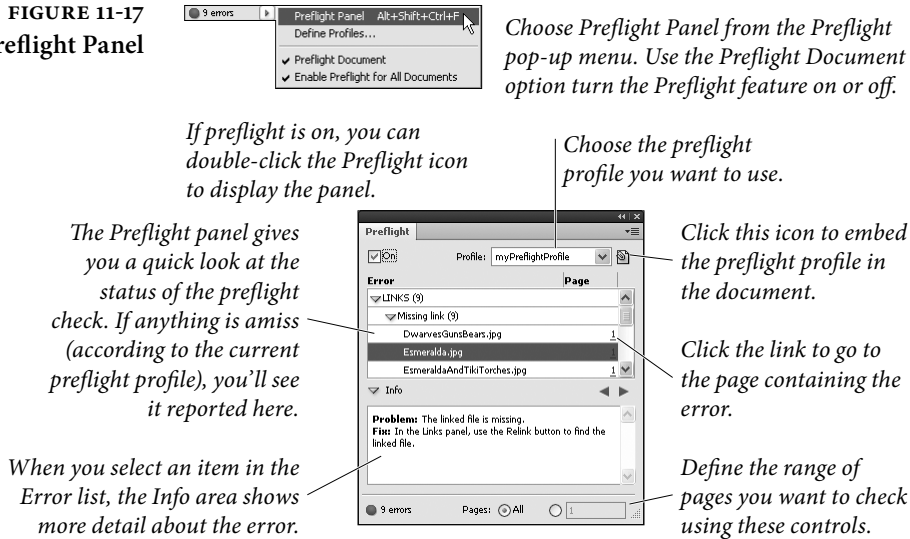 FIGURE 11-17
reflight Panel
9 errors
Preflight Panel Alt+Shift+Ctrl+F
Define Profiles...
Preflight Document
Enable Preflight for All Documents
Choose Preflight Panel from the Preflight
pop-up menu. Use the Preflight Document
option turn the Preflight feature on or off.
If preflight is on, you can
double-click the Preflight icon
to display the panel.
Choose the preflight
profile you want to use.
The Preflight panel gives
you a quick look at the
status of the preflight
check. If anything is amiss
(according to the current
preflight profile), you'll see
it reported here.
When you select an item in the
Error list, the Info area shows
more detail about the error.
Preflight
On Profile: myPreflightProfile
Error Page
LINKS (9)
Missing link (9)
DwarvesGunsBears.jpg 1
Esmeralda.jpg 1
EsmeraldaAndTikiTorches.jpg 1
Info
Problem: The linked file is missing.
Fix: In the Links panel, use the Relink button to find the
linked file.
9 errors Pages: All 1
Click this icon to embed
the preflight profile in
the document.
Click the link to go to
the page containing the
error.
Define the range of
pages you want to check
using these controls.